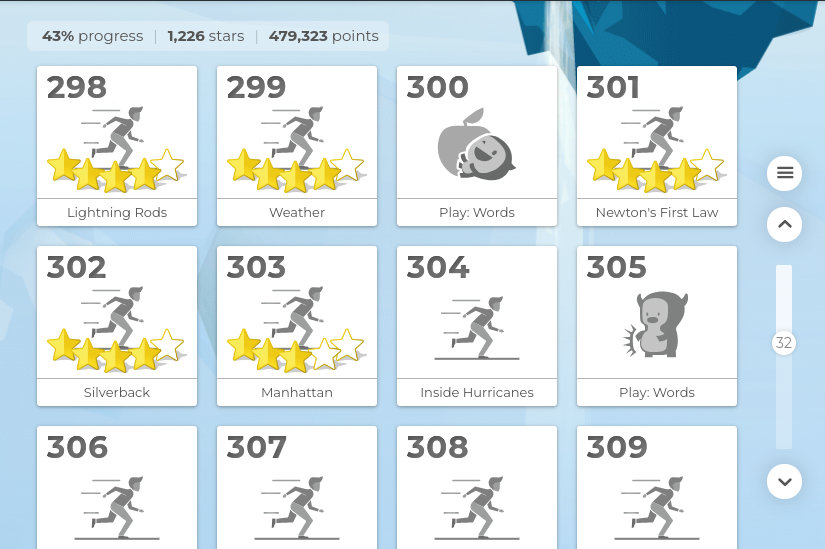 43% progress | 1,226 stars | 479,323 points
298
299
300
301
Lightning Rods
Weather
Play: Words
Newton's First Law
302
303
304
305
Silverback
Manhattan
Inside Hurricanes
Play: Words
32
306
307
308
309